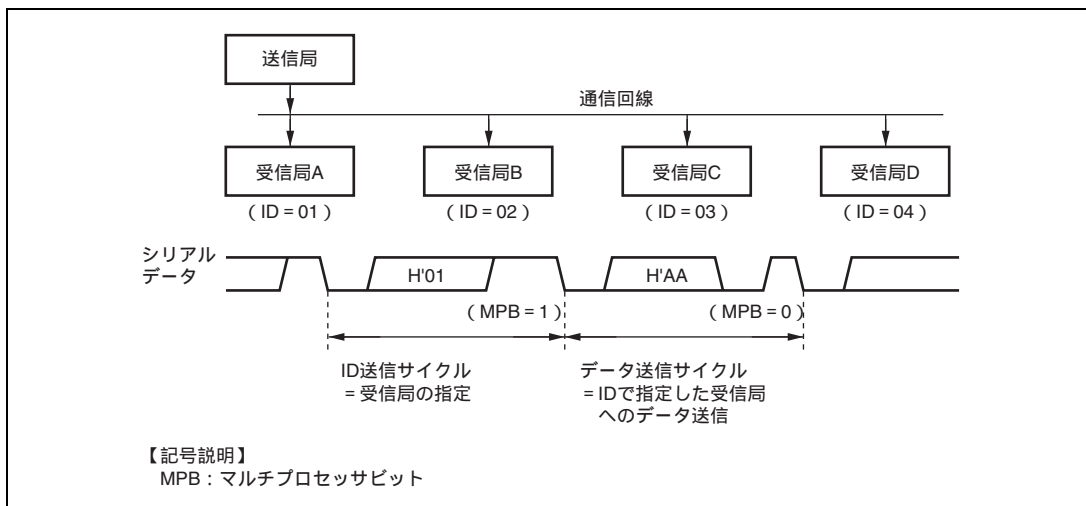 送信局
通信回線
受信局A 受信局B 受信局C 受信局D
(ID = 01) (ID = 02) (ID = 03) (ID = 04)
シリアル
データ
H'01 H'AA
(MPB = 1) (MPB = 0)
ID送信サイクル
= 受信局の指定
データ送信サイクル
= IDで指定した受信局
へのデータ送信
【記号説明】
MPB : マルチプロセッサビット